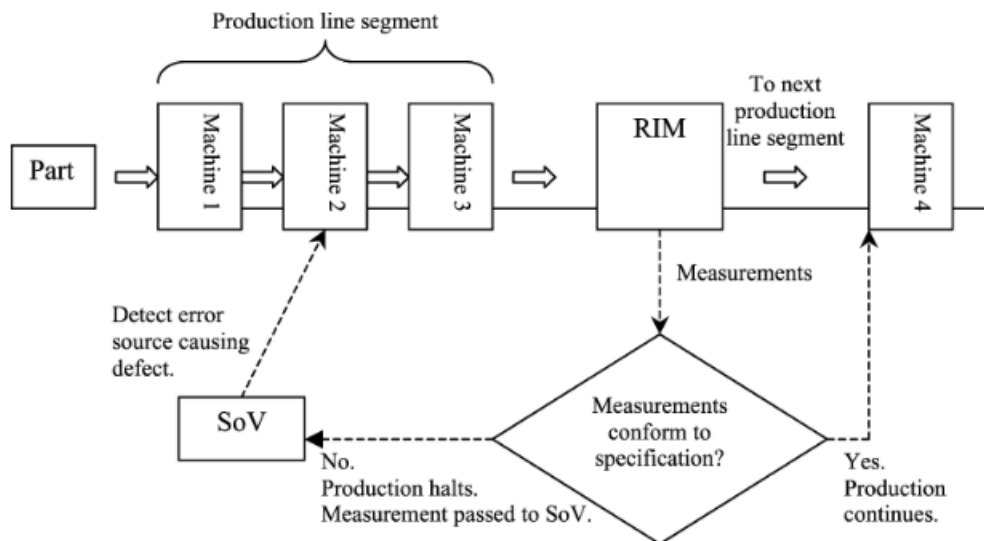 Production line segment
Part
Machine 1
Machine 2
Machine 3
RIM
To next
production
line segment
Machine 4
Measurements
Detect error
source causing
defect.
SoV
Measurements
conform to
specification?
No.
Production halts.
Measurement passed to SoV.
Yes.
Production
continues.